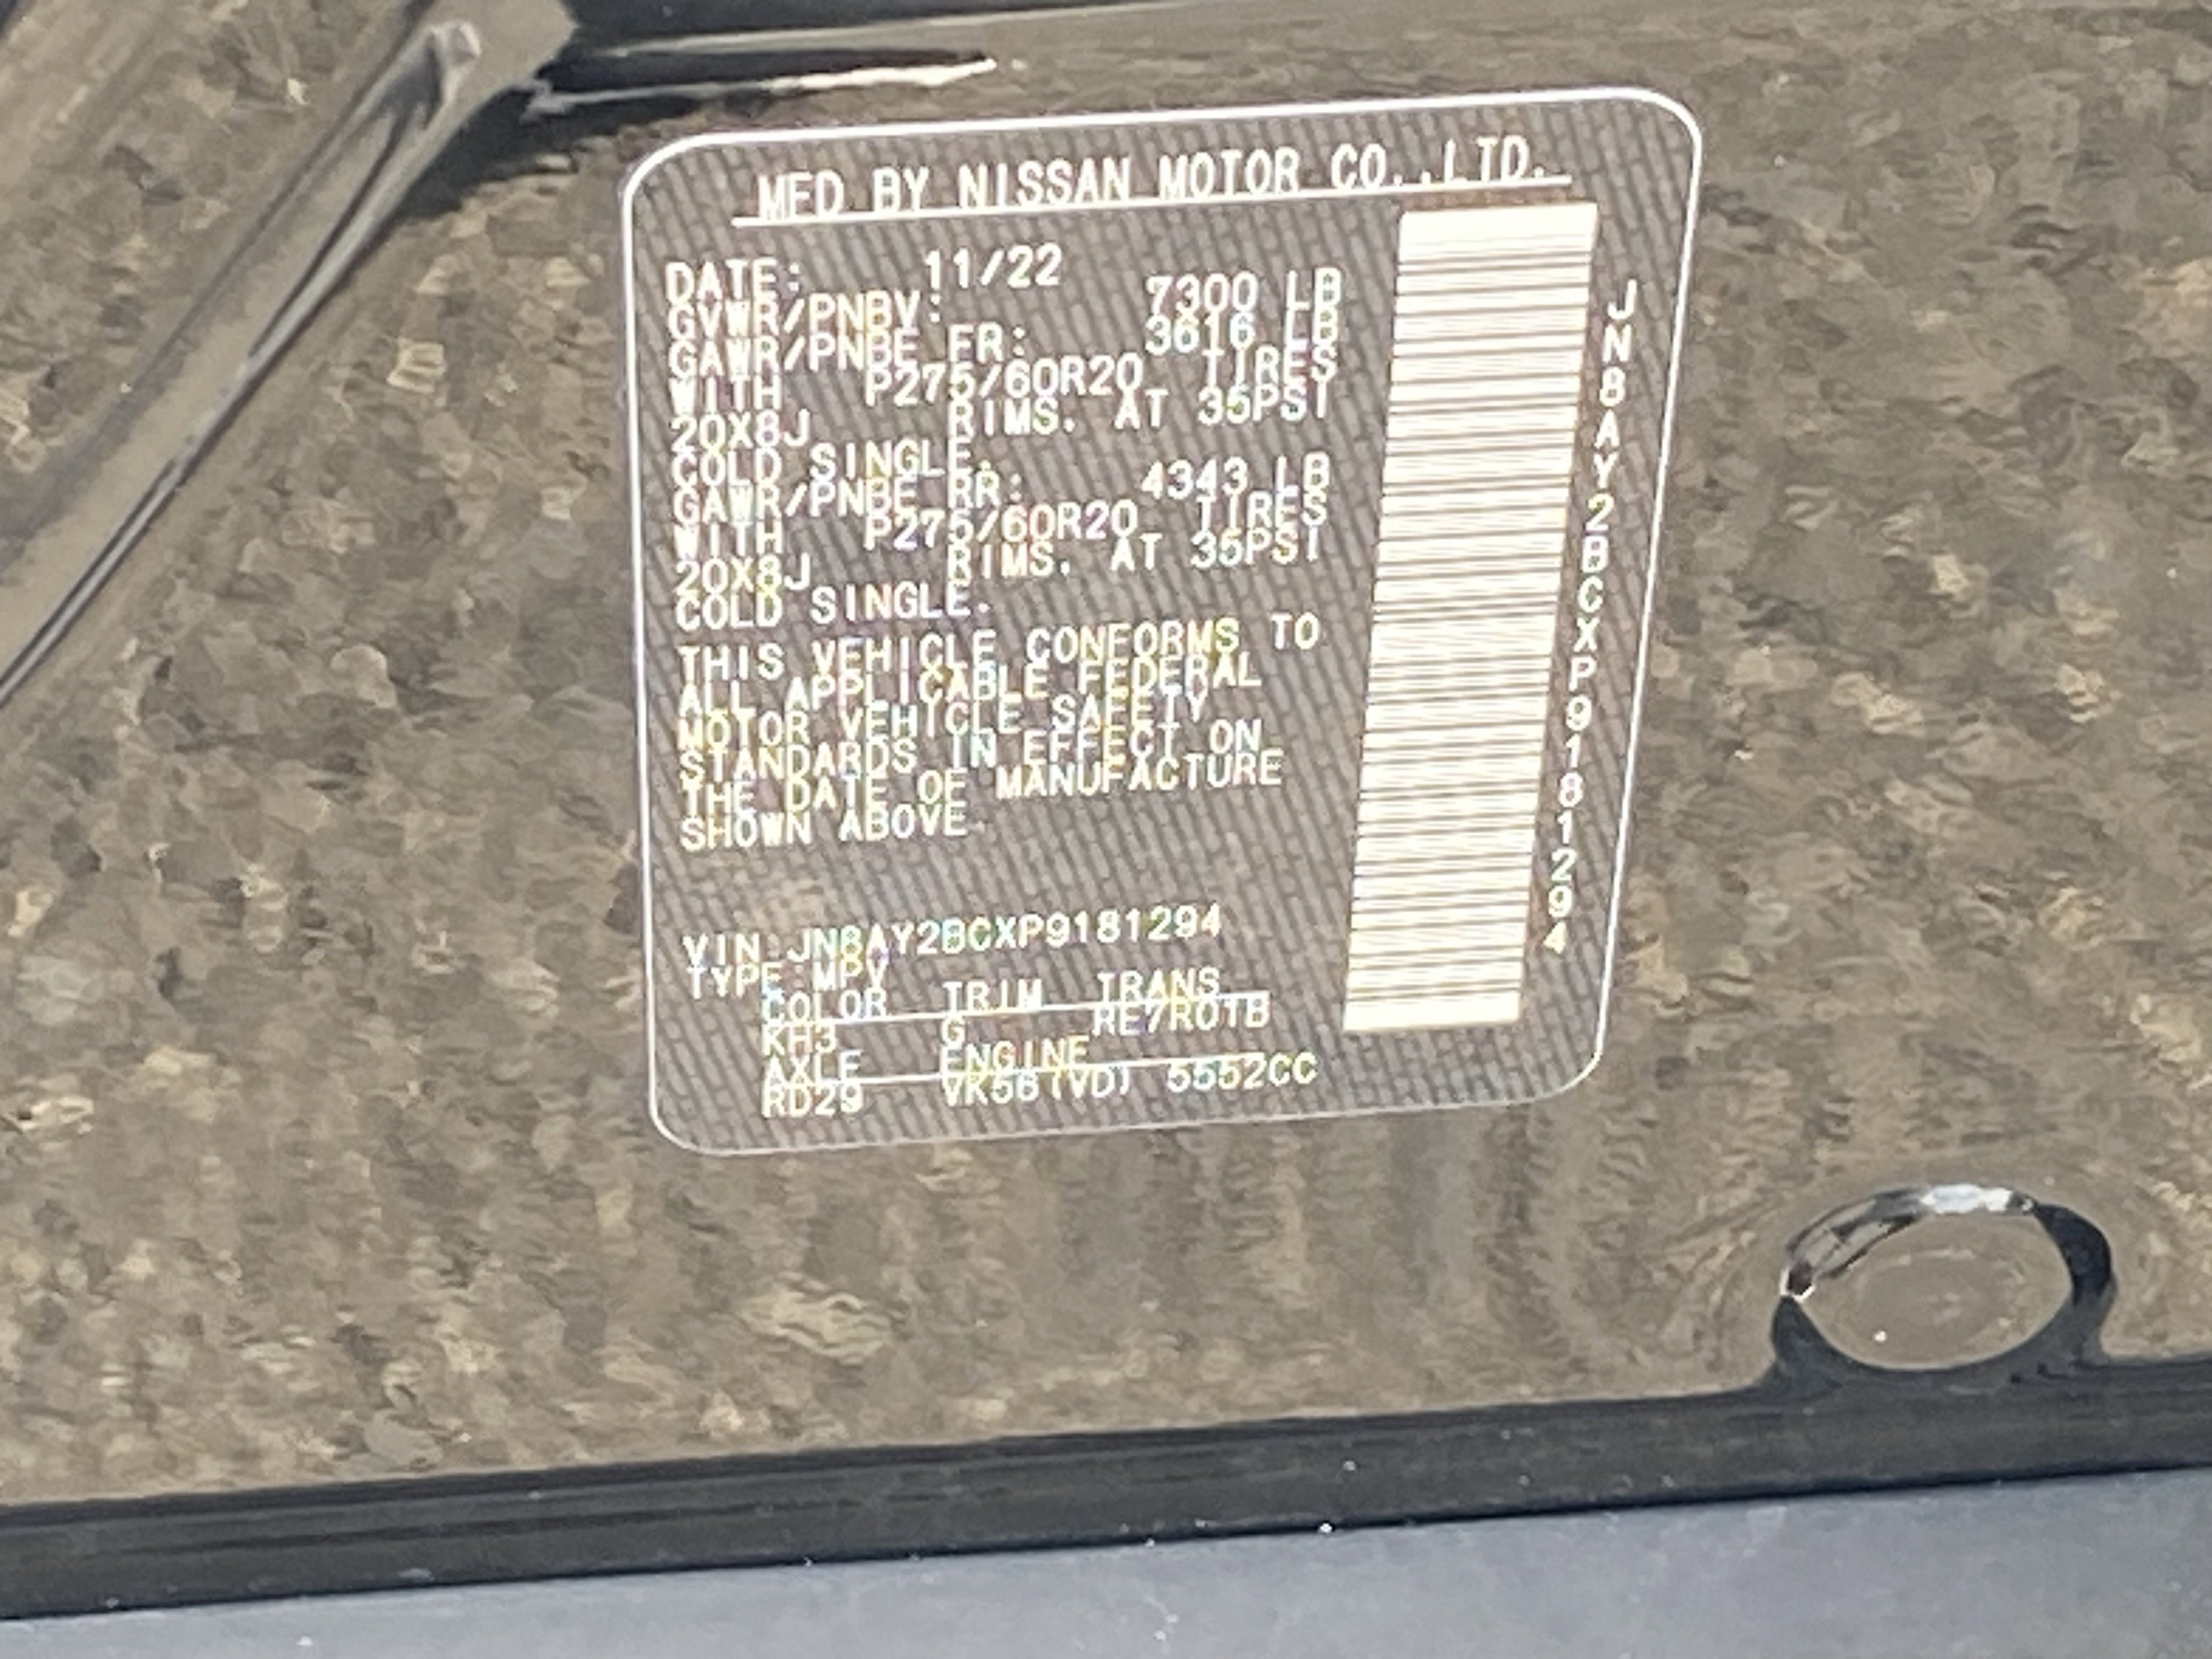 MFD BY NISSAN MOTOR CO.,LTD.
DATE: 11/22
GVWR/PNBV: 7300 LB
GAWR/PNBE FR: 3616 LB
WITH P275/60R20 TIRES
20X8J RIMS. AT 35PSI
COLD SINGLE.
GAWR/PNBE RR: 4343 LB
WITH P275/60R20 TIRES
20X8J RIMS. AT 35PSI
COLD SINGLE.
THIS VEHICLE CONFORMS TO
ALL APPLICABLE FEDERAL
MOTOR VEHICLE SAFETY
STANDARDS IN EFFECT ON
THE DATE OF MANUFACTURE
SHOWN ABOVE.
VIN JN8AY2BCXP9181294
TYPE:MPV
COLOR TRIM TRANS
KH3 G RE7R01B
AXLE ENGINE
RD29 VK56(VD) 5552CC
JN8AY2BCXP9181294